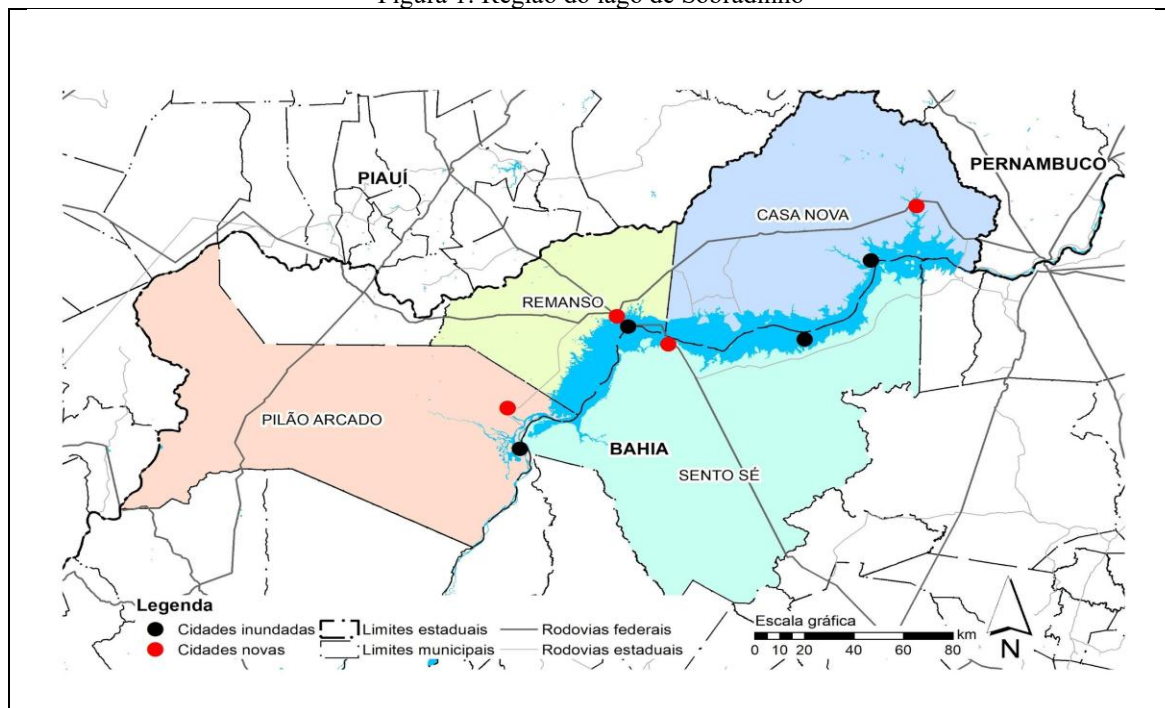 Figura 1: Região do lago de Sobradinho
PIAUÍ
PERNAMBUCO
CASA NOVA
REMANSO
PILÃO ARCADO
BAHIA
SENTO SÉ
Legenda
Cidades inundadas
Limites estaduais
Rodovias federais
Cidades novas
Limites municipais
Rodovias estaduais
Escala gráfica
0 10 20 40 60 80 km
N